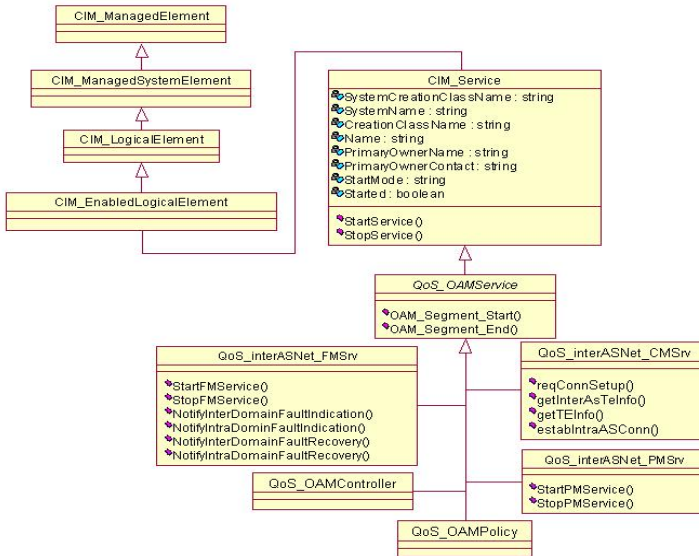 CIM_ManagedElement
CIM_ManagedSystemElement
CIM_LogicalElement
CIM_EnabledLogicalElement
CIM_Service
SystemCreationClassName : string
SystemName : string
CreationClassName : string
Name : string
PrimaryOwnerName : string
PrimaryOwnerContact : string
StartMode : string
Started : boolean
StartService()
StopService()
QoS_OAMService
OAM_Segment_Start()
OAM_Segment_End()
QoS_interASNet_FMSrv
StartFMService()
StopFMService()
NotifyInterDomainFaultIndication()
NotifyIntraDominFaultIndication()
NotifyInterDomainFaultRecovery()
NotifyIntraDomainFaultRecovery()
QoS_interASNet_CMSrv
reqConnSetup()
getInterAsTeInfo()
getTEInfo()
estabIntraASConn()
QoS_interASNet_PMSrv
StartPMService()
StopPMService()
QoS_OAMController
QoS_OAMPolicy